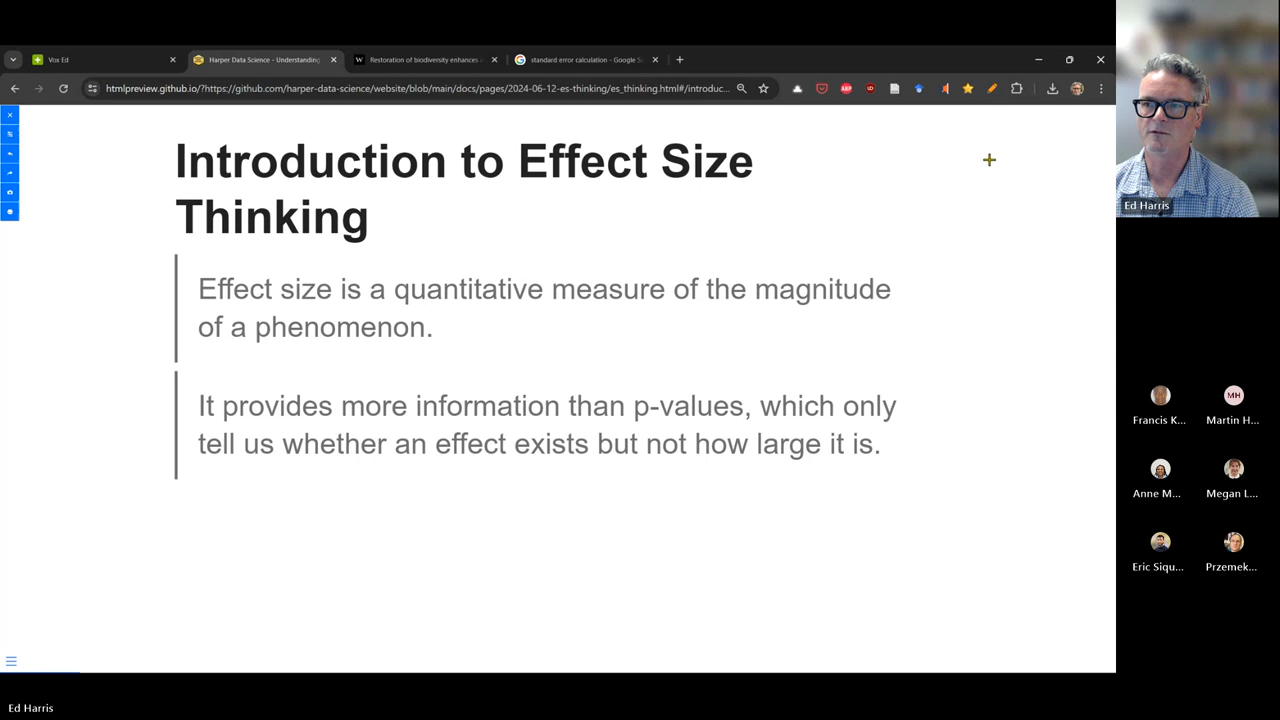 Vox Ed
Harper Data Science - Understanding
Restoration of biodiversity enhances
standard error calculation - Google S
htmlpreview.github.io/?https://github.com/harper-data-science/website/blob/main/docs/pages/2024-06-12-es-thinking/es_thinking.html#/introduc...
Introduction to Effect Size
Thinking
Effect size is a quantitative measure of the magnitude
of a phenomenon.
It provides more information than p-values, which only
tell us whether an effect exists but not how large it is.
Ed Harris
MH
Francis K...
Martin H...
Anne M...
Megan L...
Eric Siqu...
Przemek...
Ed Harris